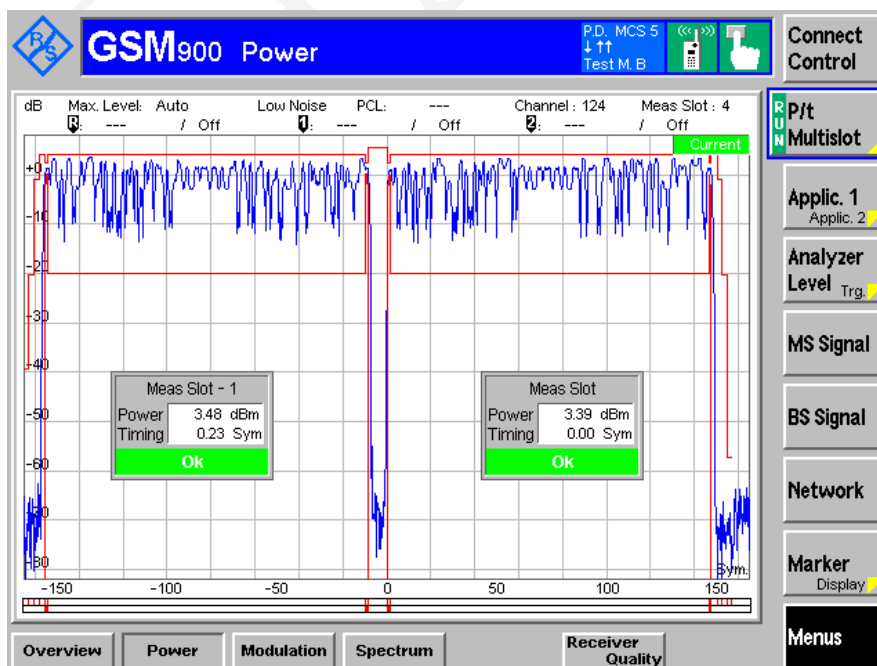 R/S
GSM900 Power
P.D. MCS 5
↓ ↑↑
Test M. B
Connect
Control
dB Max. Level: Auto Low Noise PCL: --- Channel : 124 Meas Slot : 4
R: --- / Off 1: --- / Off 2: --- / Off
Current
RUN
P/t
Multislot
Applic. 1
Applic. 2
Analyzer
Level Trg.
MS Signal
BS Signal
Network
Marker
Display
Menus
+0
-10
-20
-30
-40
-50
-60
-70
-80
Meas Slot - 1
Power 3.48 dBm
Timing 0.23 Sym
Ok
Meas Slot
Power 3.39 dBm
Timing 0.00 Sym
Ok
Sym.
-150 -100 -50 0 50 100 150
Overview Power Modulation Spectrum Receiver
Quality